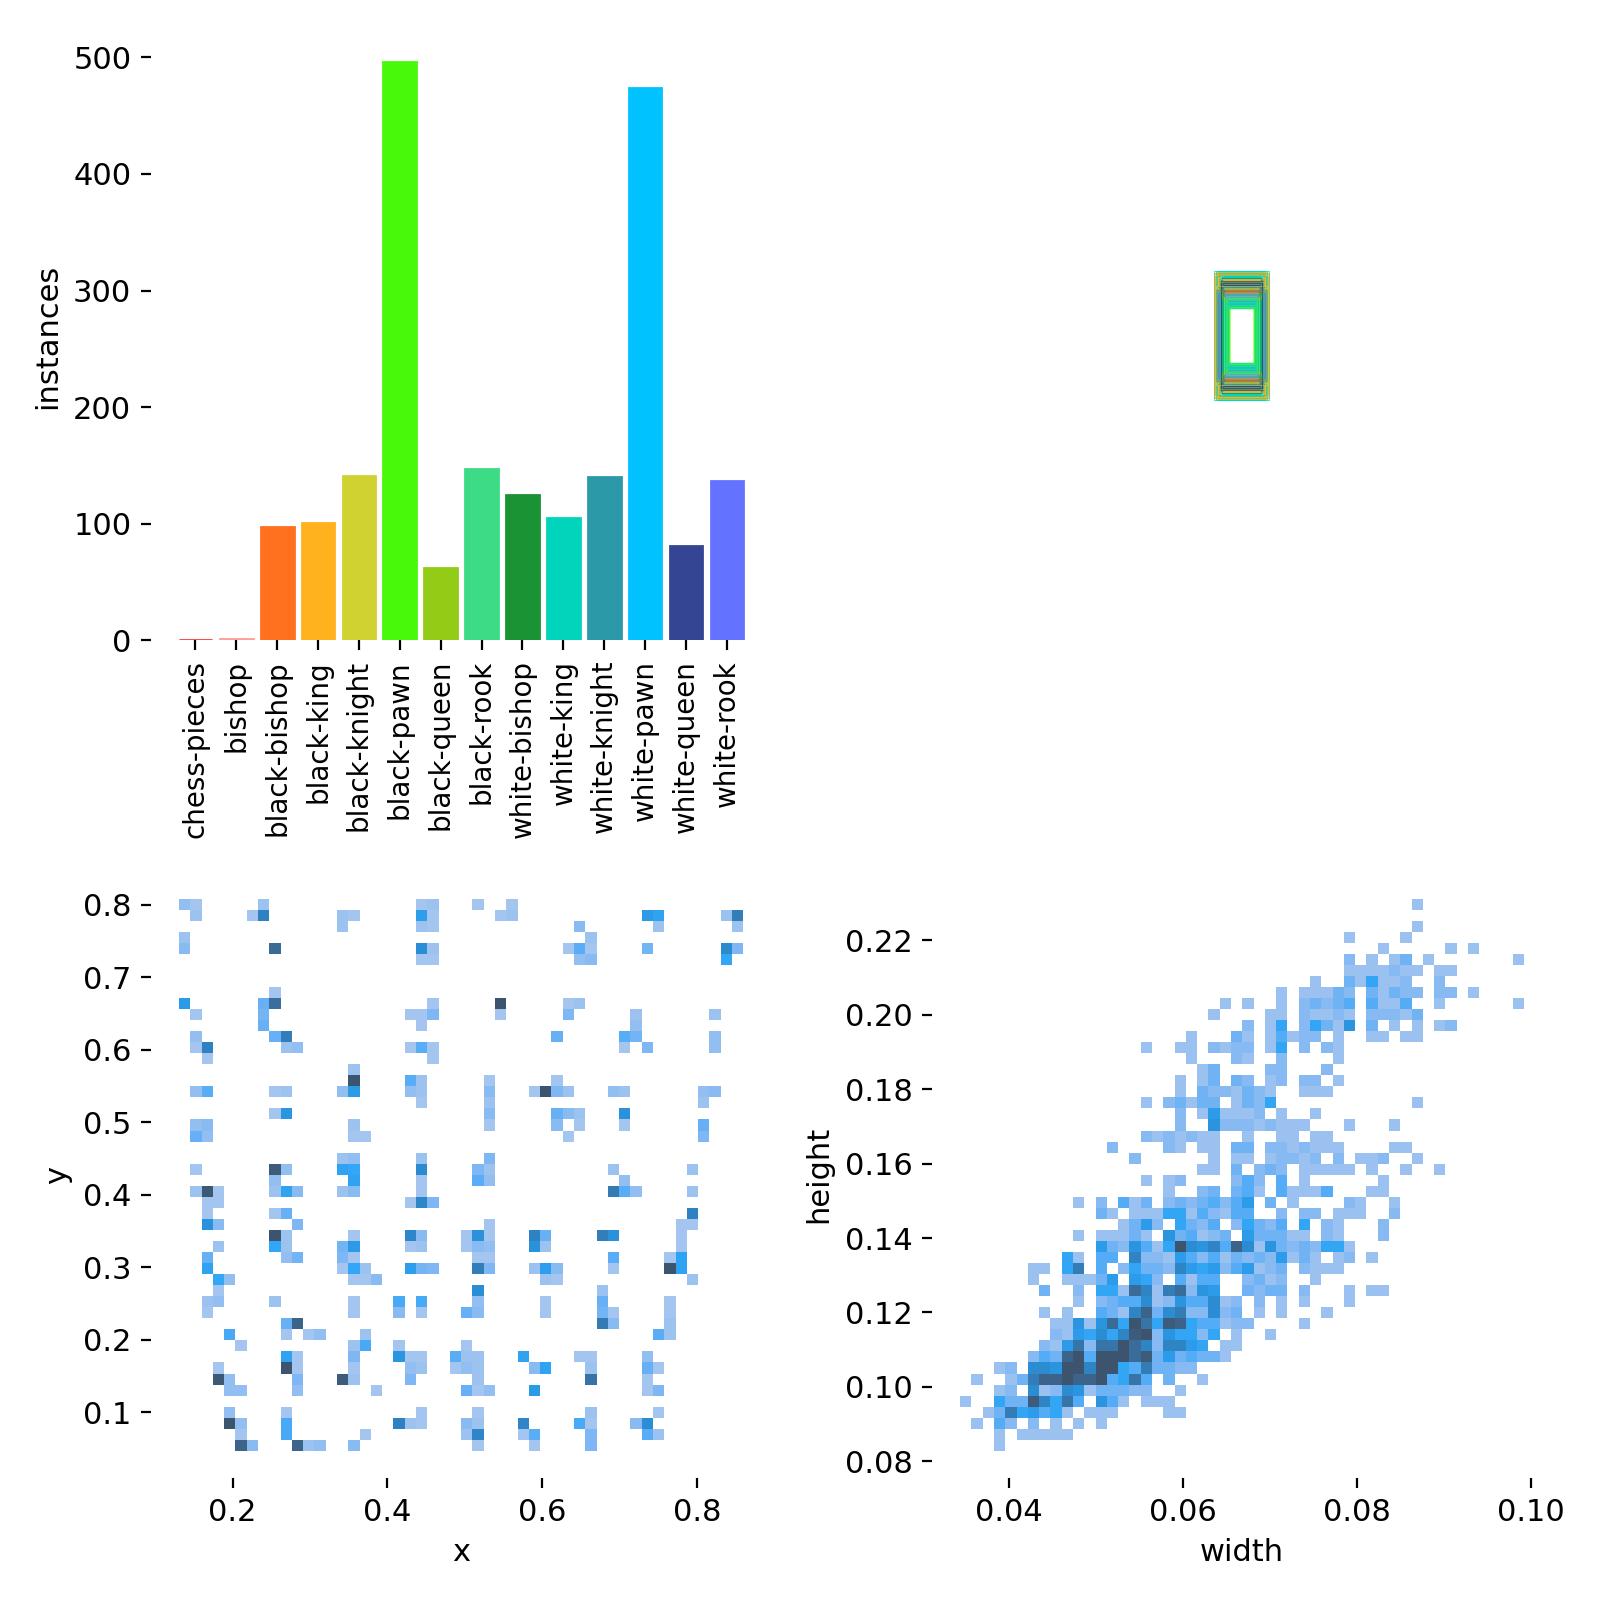 500
400
300
200
100
0
instances
chess-pieces
bishop
black-bishop
black-king
black-knight
black-pawn
black-queen
black-rook
white-bishop
white-king
white-knight
white-pawn
white-queen
white-rook
0.8
0.7
0.6
0.5
0.4
0.3
0.2
0.1
y
0.2 0.4 0.6 0.8
x
0.22
0.20
0.18
0.16
0.14
0.12
0.10
0.08
height
0.04 0.06 0.08 0.10
width